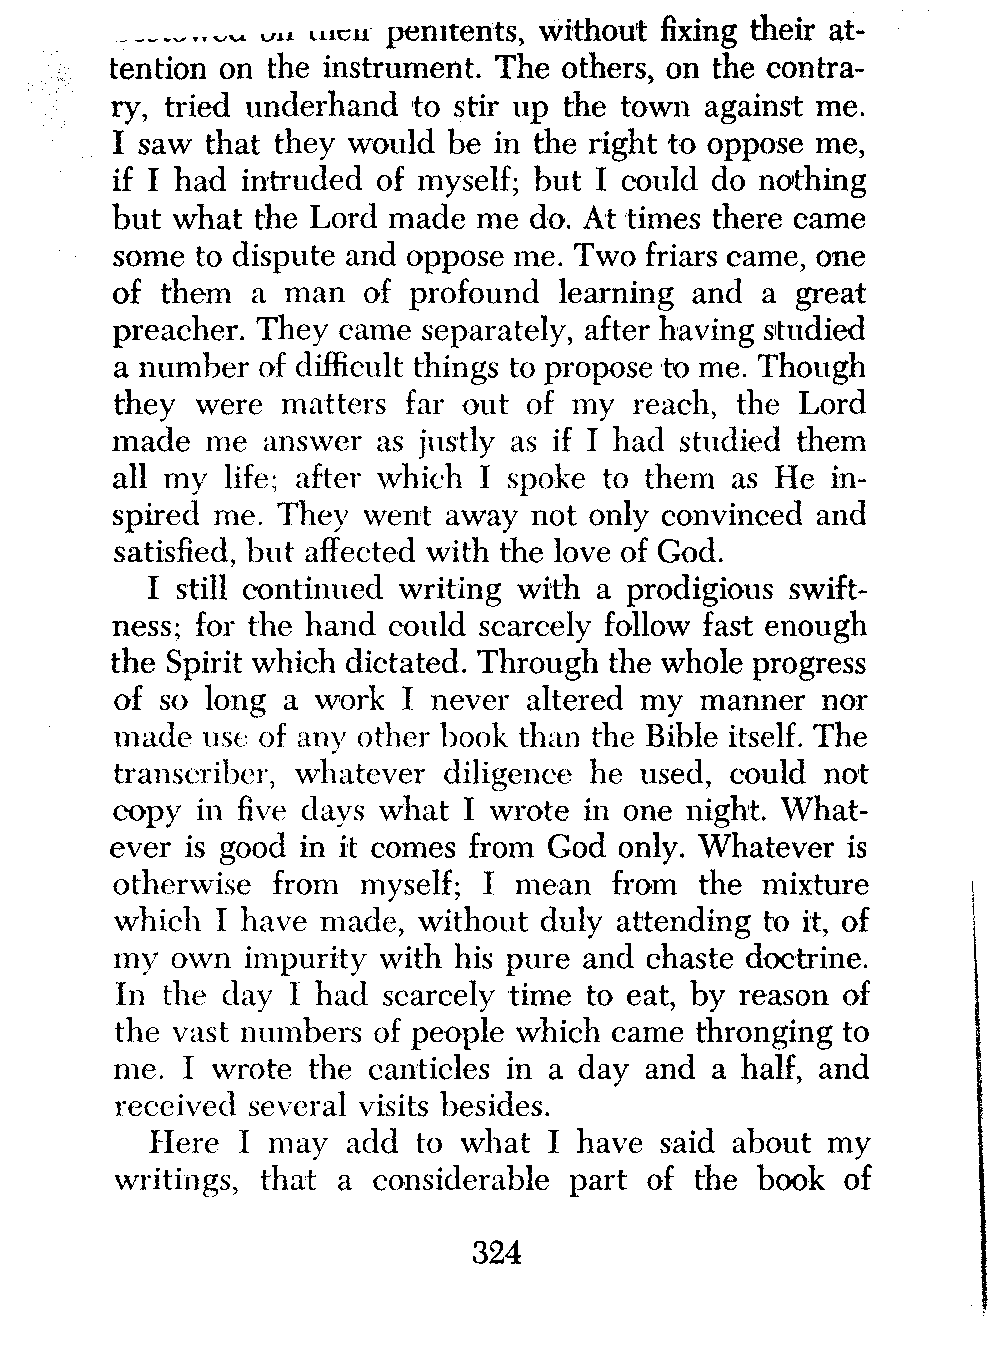 penitents, without fixing their at-
tention on the instrument. The others, on the contra-
ry, tried underhand to stir up the town against me.
I saw that they would be in the right to oppose me,
if I had intruded of myself; but I could do nothing
but what the Lord made me do. At times there came
some to dispute and oppose me. Two friars came, one
of them a man of profound learning and a great
preacher. They came separately, after having studied
a number of difficult things to propose to me. Though
they were matters far out of my reach, the Lord
made me answer as justly as if I had studied them
all my life; after which I spoke to them as He in-
spired me. They went away not only convinced and
satisfied, but affected with the love of God.
I still continued writing with a prodigious swift-
ness; for the hand could scarcely follow fast enough
the Spirit which dictated. Through the whole progress
of so long a work I never altered my manner nor
made use of any other book than the Bible itself. The
transcriber, whatever diligence he used, could not
copy in five days what I wrote in one night. What-
ever is good in it comes from God only. Whatever is
otherwise from myself; I mean from the mixture
which I have made, without duly attending to it, of
my own impurity with his pure and chaste doctrine.
In the day I had scarcely time to eat, by reason of
the vast numbers of people which came thronging to
me. I wrote the canticles in a day and a half, and
received several visits besides.
Here I may add to what I have said about my
writings, that a considerable part of the book of
324